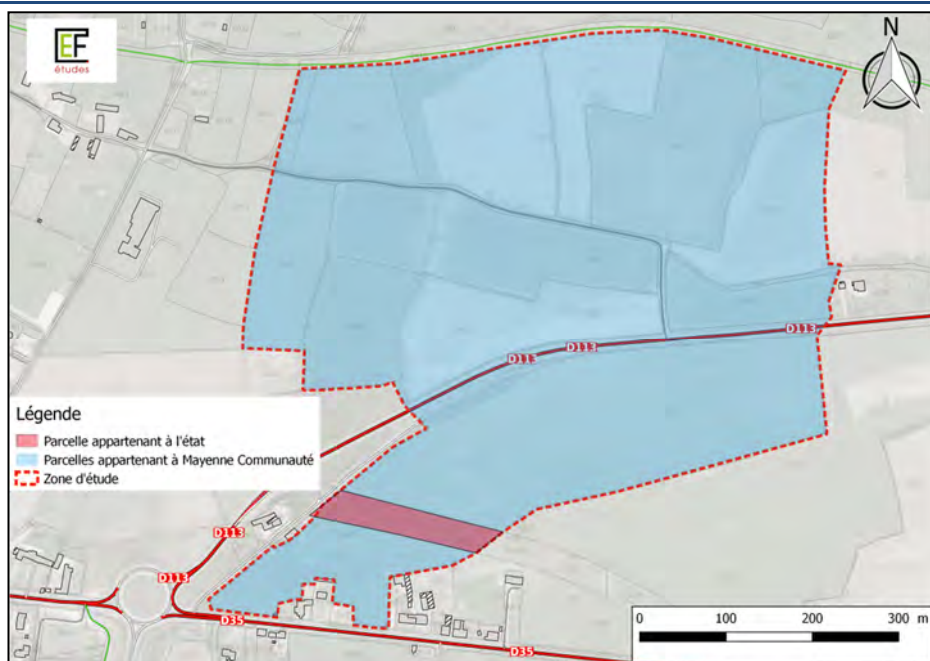 EF
études
N
D113
D113
D113
Légende
Parcelle appartenant à l'état
Parcelles appartenant à Mayenne Communauté
Zone d'étude
D113
D113
D35
D35
0 100 200 300 m